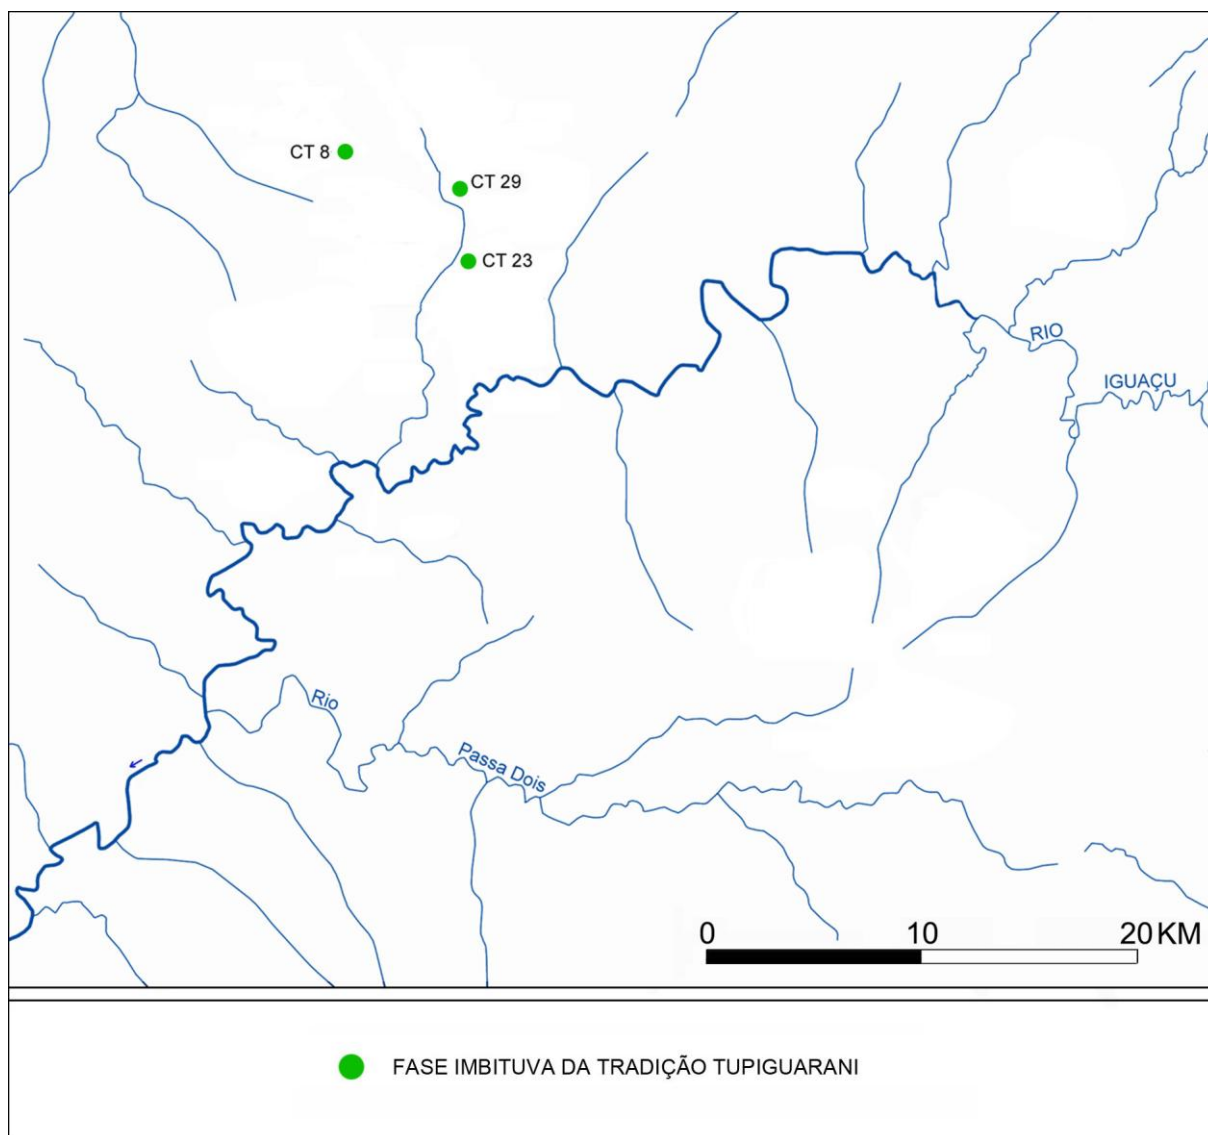 CT 8
CT 29
CT 23
RIO
IGUAÇU
Rio
Passa Dois
0 10 20 KM
FASE IMBITUVA DA TRADIÇÃO TUPIGUARANI